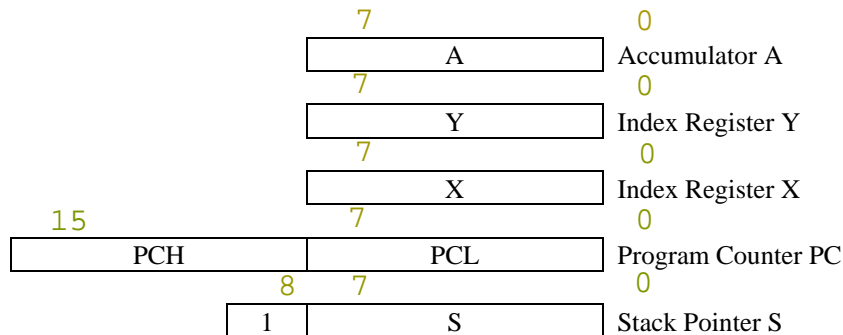 7 0
A Accumulator A
7 0
Y Index Register Y
7 0
X Index Register X
15 7 0
PCH PCL Program Counter PC
8 7 0
1 S Stack Pointer S